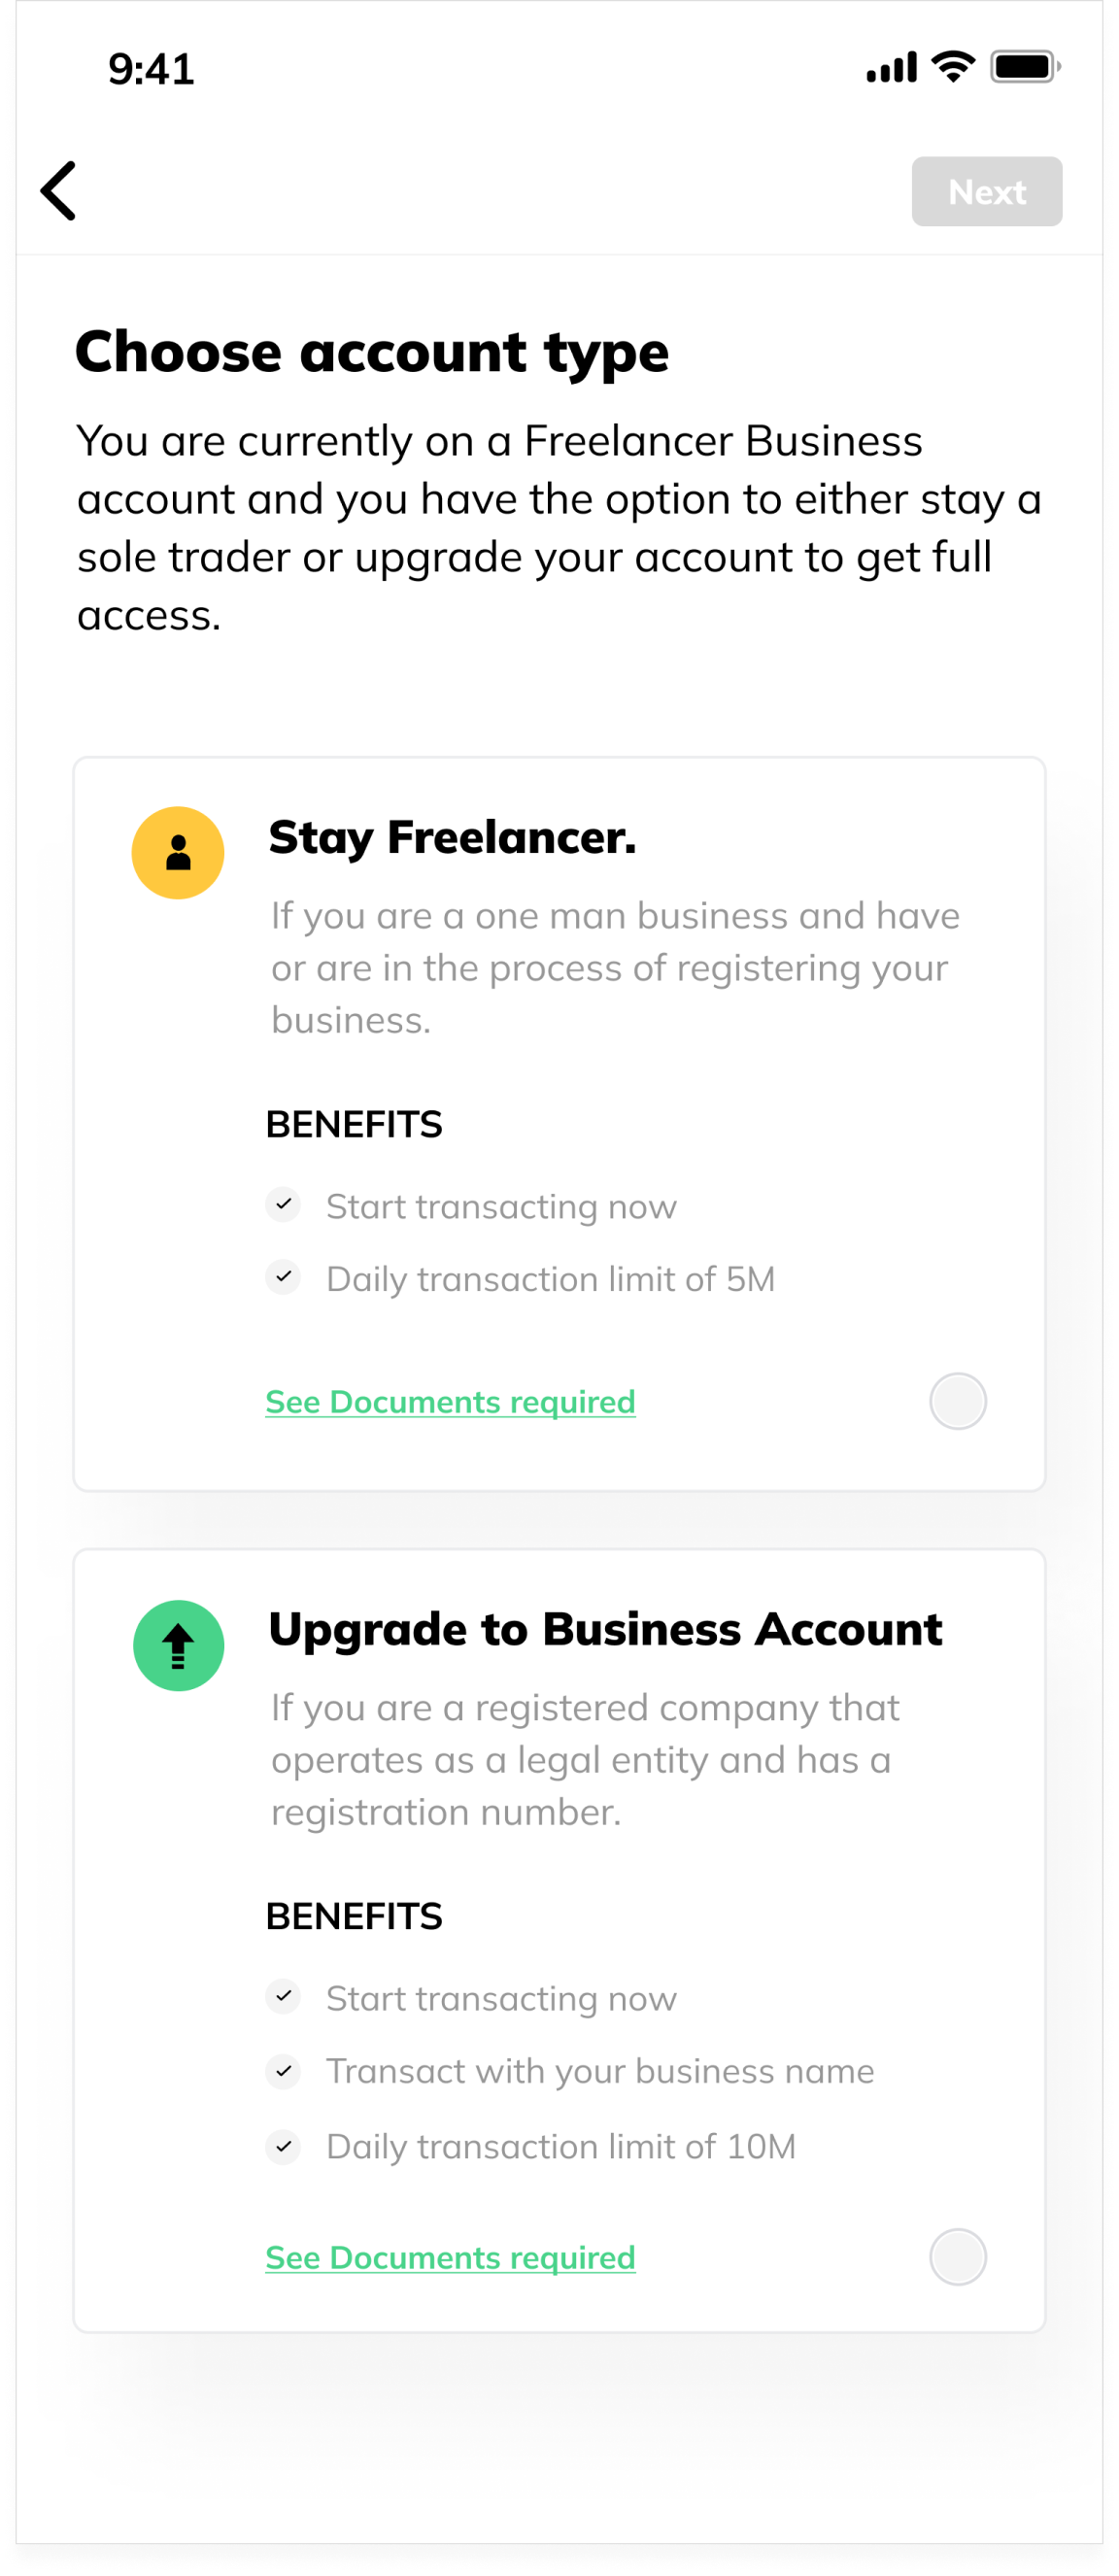 9:41
Next
Choose account type
You are currently on a Freelancer Business
account and you have the option to either stay a
sole trader or upgrade your account to get full
access.
Stay Freelancer.
If you are a one man business and have
or are in the process of registering your
business.
BENEFITS
Start transacting now
Daily transaction limit of 5M
See Documents required
Upgrade to Business Account
If you are a registered company that
operates as a legal entity and has a
registration number.
BENEFITS
Start transacting now
Transact with your business name
Daily transaction limit of 10M
See Documents required